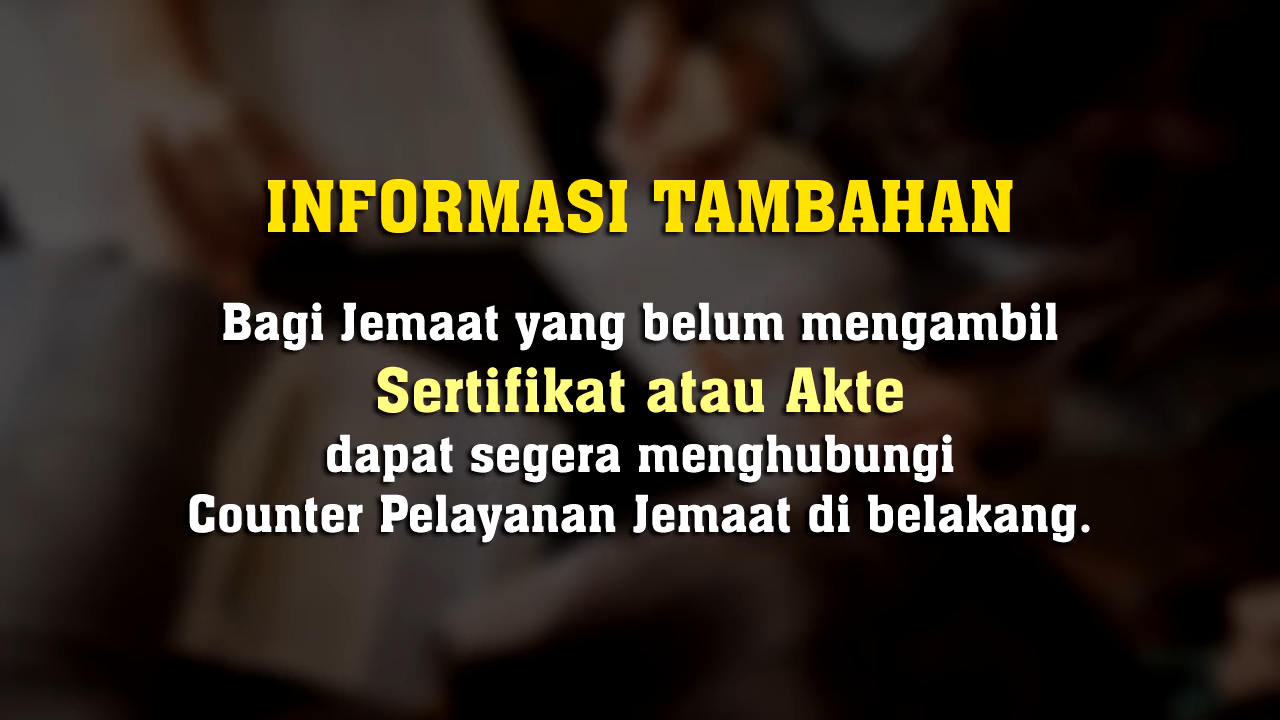 INFORMASI TAMBAHAN
Bagi Jemaat yang belum mengambil
Sertifikat atau Akte
dapat segera menghubungi
Counter Pelayanan Jemaat di belakang.